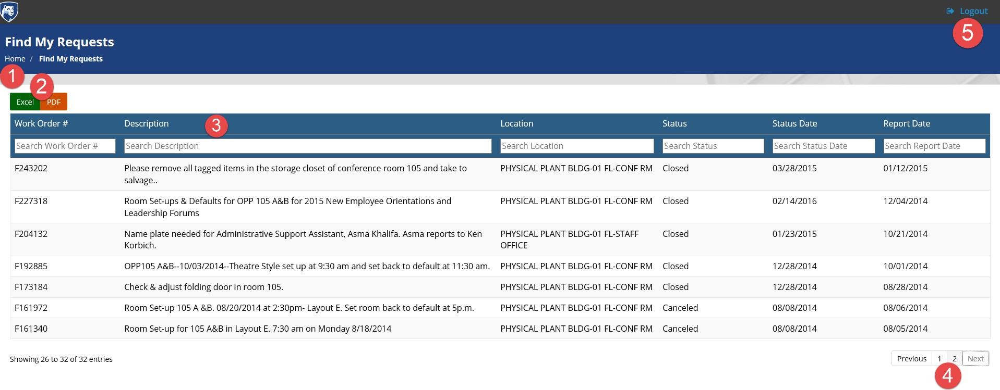 Logout
5
Find My Requests
Home / Find My Requests
1
2
Excel PDF
Work Order # Description 3 Location Status Status Date Report Date
Search Work Order # Search Description Search Location Search Status Search Status Date Search Report Date
F243202 Please remove all tagged items in the storage closet of conference room 105 and take to PHYSICAL PLANT BLDG-01 FL-CONF RM Closed 03/28/2015 01/12/2015
salvage..
F227318 Room Set-ups & Defaults for OPP 105 A&B for 2015 New Employee Orientations and PHYSICAL PLANT BLDG-01 FL-CONF RM Closed 02/14/2016 12/04/2014
Leadership Forums
F204132 Name plate needed for Administrative Support Assistant, Asma Khalifa. Asma reports to Ken PHYSICAL PLANT BLDG-01 FL-STAFF Closed 01/23/2015 10/21/2014
Korbich. OFFICE
F192885 OPP105 A&B--10/03/2014--Theatre Style set up at 9:30 am and set back to default at 11:30 am. PHYSICAL PLANT BLDG-01 FL-CONF RM Closed 12/28/2014 10/01/2014
F173184 Check & adjust folding door in room 105. PHYSICAL PLANT BLDG-01 FL-CONF RM Closed 12/28/2014 08/28/2014
F161972 Room Set-up 105 A &B. 08/20/2014 at 2:30pm- Layout E. Set room back to default at 5p.m. PHYSICAL PLANT BLDG-01 FL-CONF RM Canceled 08/08/2014 08/06/2014
F161340 Room Set-up for 105 A&B in Layout E. 7:30 am on Monday 8/18/2014 PHYSICAL PLANT BLDG-01 FL-CONF RM Canceled 08/08/2014 08/05/2014
Showing 26 to 32 of 32 entries Previous 1 2 Next
4